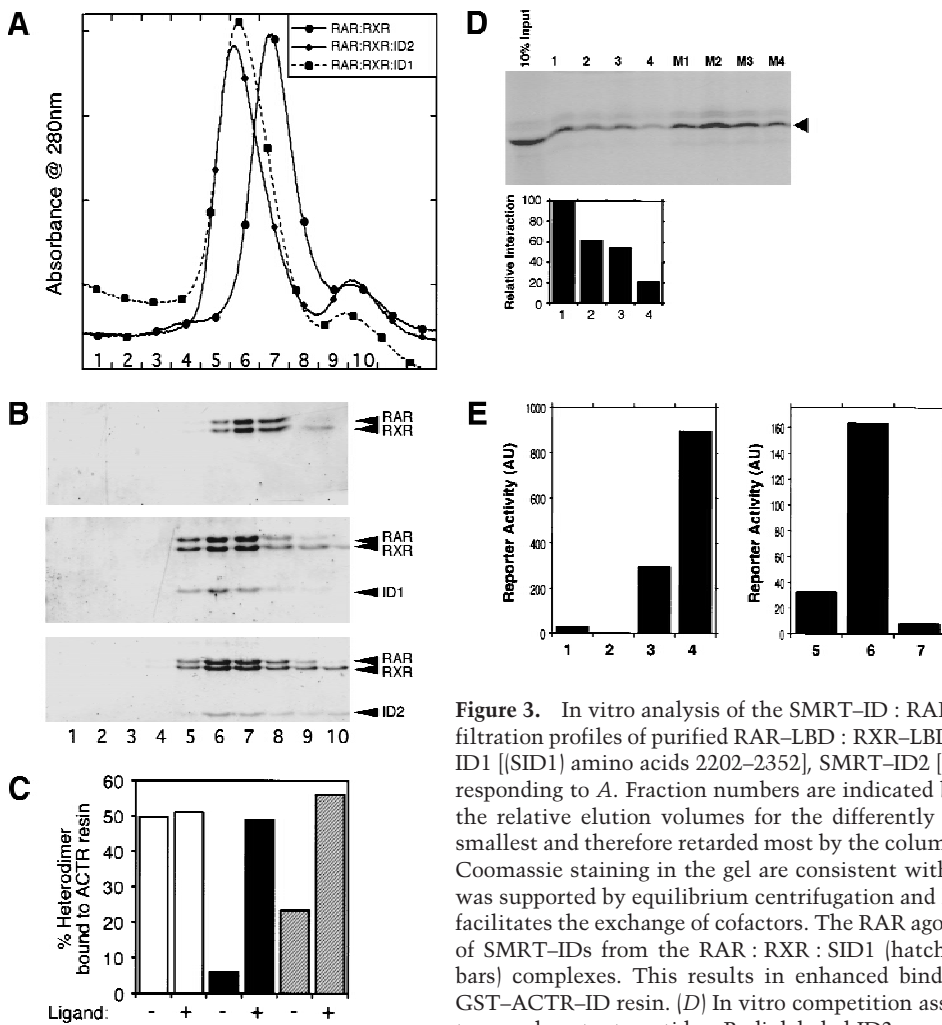 A
RAR:RXR
RAR:RXR:ID2
RAR:RXR:ID1
Absorbance @ 280nm
1 2 3 4 5 6 7 8 9 10
B
RAR
RXR
RAR
RXR
ID1
RAR
RXR
ID2
1 2 3 4 5 6 7 8 9 10
C
% Heterodimer
bound to ACTR resin
60
50
40
30
20
10
0
Ligand: - + - + - +
D
10% Input 1 2 3 4 M1 M2 M3 M4
Relative Interaction
100
80
60
40
20
0
1 2 3 4
E
Reporter Activity (AU)
1000
800
600
400
200
0
1 2 3 4
Reporter Activity (AU)
160
140
120
100
80
60
40
20
0
5 6 7
Figure 3. In vitro analysis of the SMRT–ID : RAR
filtration profiles of purified RAR–LBD : RXR–LBD
ID1 [(SID1) amino acids 2202–2352], SMRT–ID2 [
responding to A. Fraction numbers are indicated b
the relative elution volumes for the differently
smallest and therefore retarded most by the colum
Coomassie staining in the gel are consistent with
was supported by equilibrium centrifugation and
facilitates the exchange of cofactors. The RAR ago
of SMRT–IDs from the RAR : RXR : SID1 (hatch
bars) complexes. This results in enhanced bind
GST–ACTR–ID resin. (D) In vitro competition ass